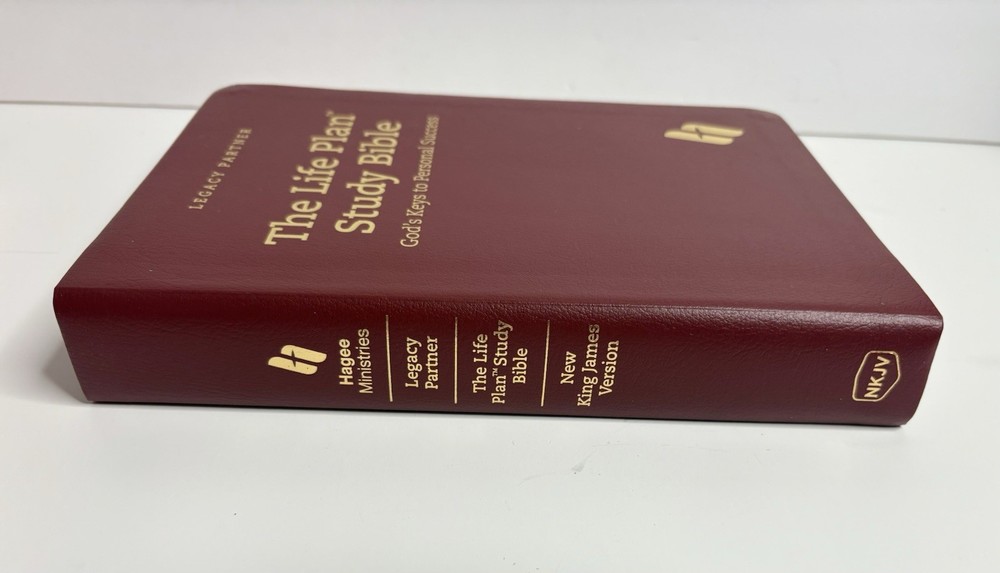 LEGACY PARTNER
The Life Plan™
Study Bible
God's Keys to Personal Success
Hagee
Ministries
Legacy
Partner
The Life
Plan™ Study
Bible
New
King James
Version
NKJV